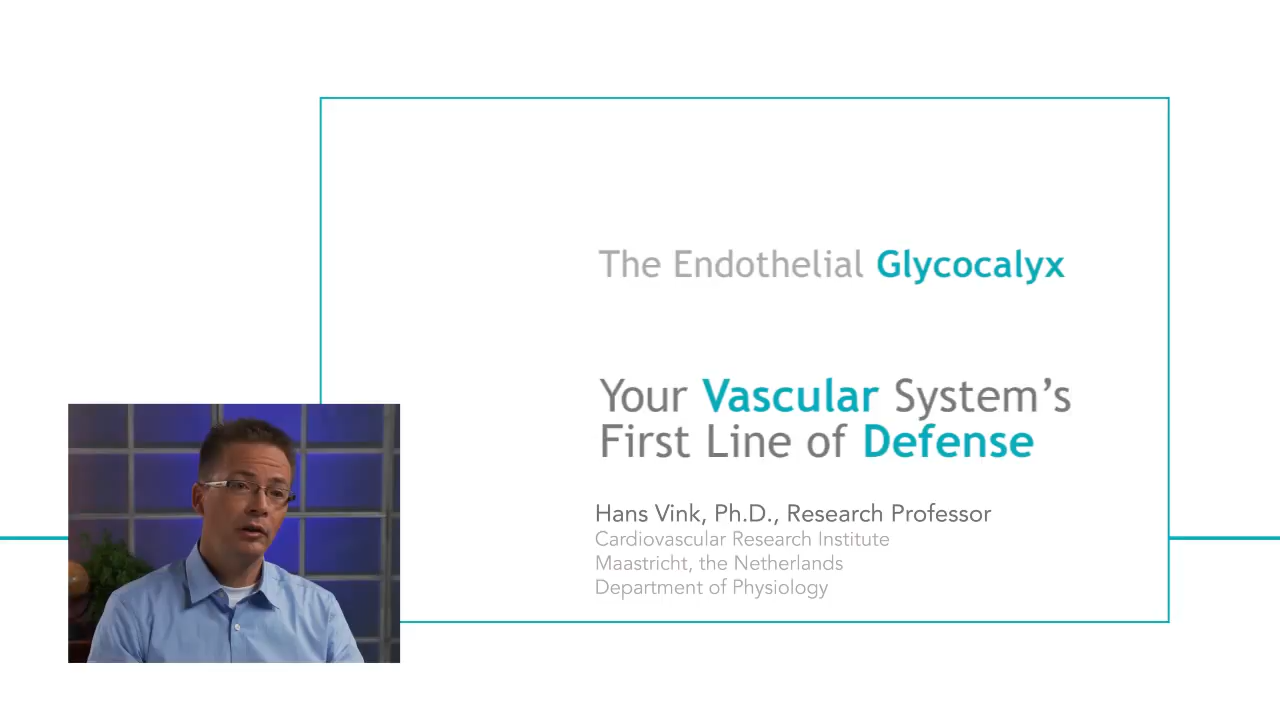 The Endothelial Glycocalyx
Your Vascular System’s
First Line of Defense
Hans Vink, Ph.D., Research Professor
Cardiovascular Research Institute
Maastricht, the Netherlands
Department of Physiology